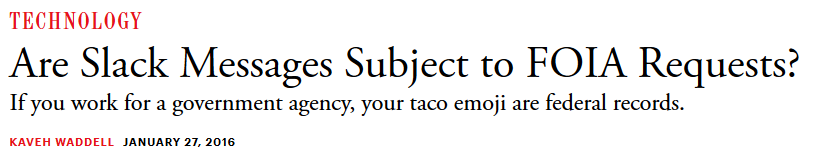 TECHNOLOGY
Are Slack Messages Subject to FOIA Requests?
If you work for a government agency, your taco emoji are federal records.
KAVEH WADDELL JANUARY 27, 2016